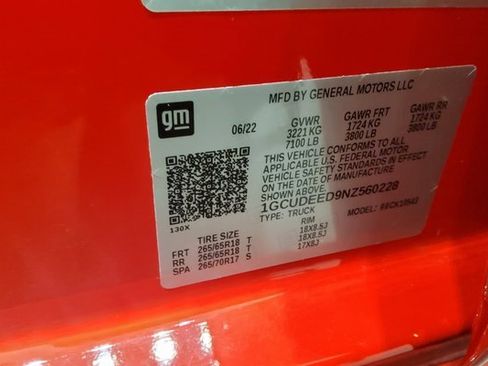 gm
MFD BY GENERAL MOTORS LLC
06/22
GVWR GAWR FRT GAWR RR
3221 KG 1724 KG 1724 KG
7100 LB 3800 LB 3800 LB
THIS VEHICLE CONFORMS TO ALL
APPLICABLE U.S. FEDERAL MOTOR
VEHICLE SAFETY STANDARDS IN EFFECT
ON THE DATE OF MANUFACTURE
SHOWN ABOVE.
1GCUDEED9NZ560228
TYPE: TRUCK MODEL:
130X
TIRE SIZE RIM
FRT 265/65R18 T 18X8.5J
RR 265/65R18 T 18X8.5J
SPA 265/70R17 S 17X8J